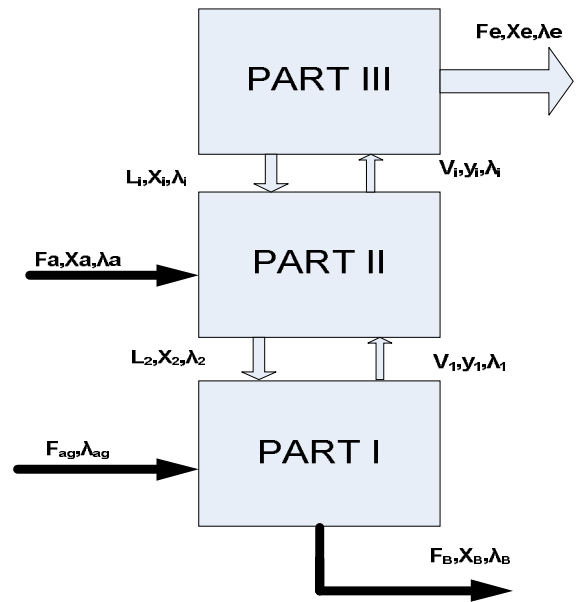 Fe,Xe,λe
PART III
Li,Xi,λi
Vi,yi,λi
Fa,Xa,λa
PART II
L2,X2,λ2
V1,y1,λ1
Fag,λag
PART I
FB,XB,λB